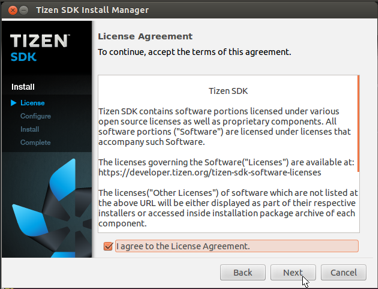 Tizen SDK Install Manager
TIZEN
SDK
Install
License
Configure
Install
Complete
License Agreement
To continue, accept the terms of this agreement.
Tizen SDK
Tizen SDK contains software portions licensed under various
open source licenses as well as proprietary components. All
software portions ("Software") are licensed under licenses that
accompany such Software.
The licenses governing the Software("Licenses") are available at:
https://developer.tizen.org/tizen-sdk-software-licenses
The licenses("Other Licenses") of software which are not listed at
the above URL will be either displayed as part of their respective
installers or accessed inside installation package archive of each
component.
I agree to the License Agreement.
Back
Next
Cancel